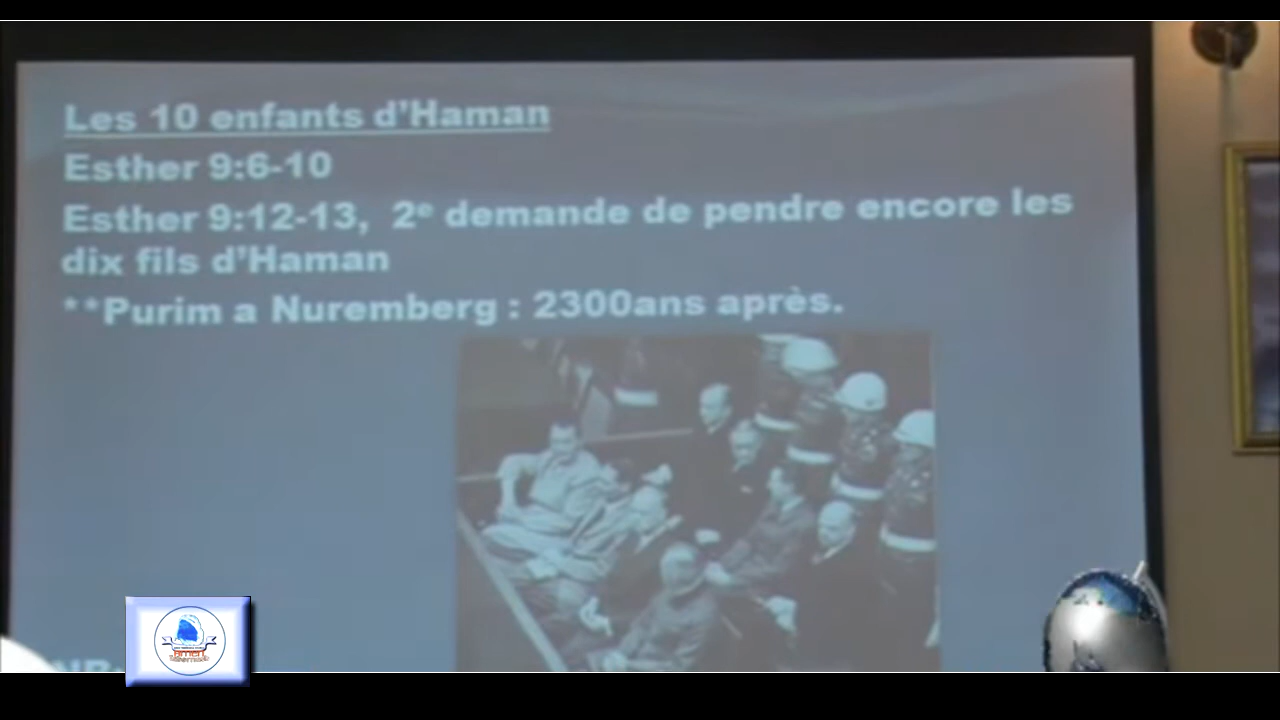 Les 10 enfants d'Haman
Esther 9:6-10
Esther 9:12-13, 2e demande de pendre encore les
dix fils d'Haman
**Purim a Nuremberg : 2300ans après.
NB: